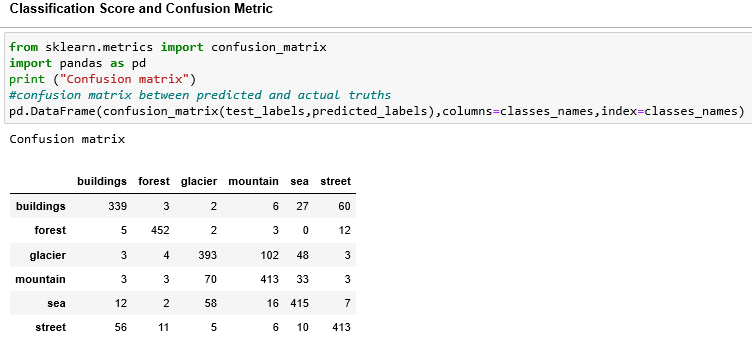 Classification Score and Confusion Metric
from sklearn.metrics import confusion_matrix
import pandas as pd
print ("Confusion matrix")
#confusion matrix between predicted and actual truths
pd.DataFrame(confusion_matrix(test_labels,predicted_labels),columns=classes_names,index=classes_names)
Confusion matrix
buildings forest glacier mountain sea street
buildings 339 3 2 6 27 60
forest 5 452 2 3 0 12
glacier 3 4 393 102 48 3
mountain 3 3 70 413 33 3
sea 12 2 58 16 415 7
street 56 11 5 6 10 413